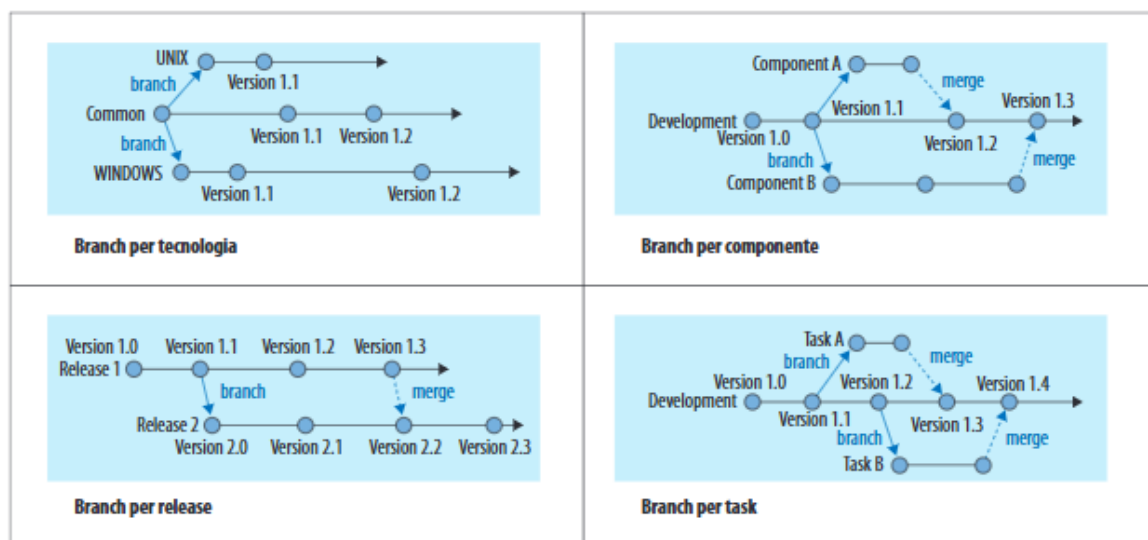 UNIX
branch
Version 1.1
Common
Version 1.1
Version 1.2
branch
WINDOWS
Version 1.1
Version 1.2
Branch per tecnologia
Component A
merge
Version 1.1
Version 1.3
Development
Version 1.0
Version 1.2
branch
merge
Component B
Branch per componente
Version 1.0
Version 1.1
Version 1.2
Version 1.3
Release 1
branch
merge
Release 2
Version 2.0
Version 2.1
Version 2.2
Version 2.3
Branch per release
Task A
branch
merge
Version 1.0
Version 1.2
Version 1.4
Development
Version 1.1
Version 1.3
branch
merge
Task B
Branch per task